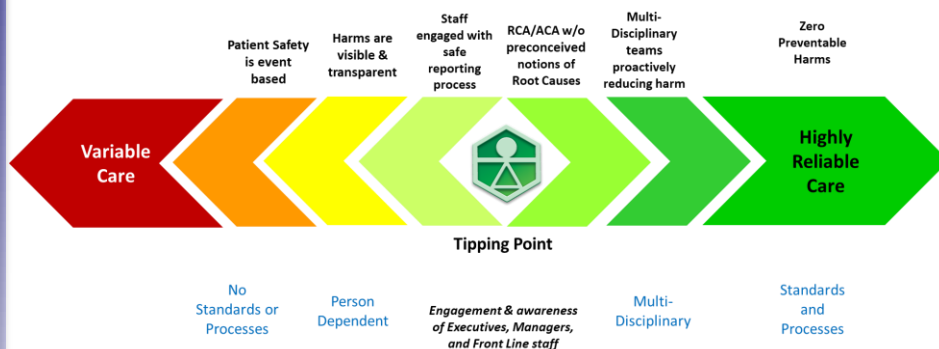 Patient Safety
is event
based
Harms are
visible &
transparent
Staff
engaged with
safe
reporting
process
RCA/ACA w/o
preconceived
notions of
Root Causes
Multi-
Disciplinary
teams
proactively
reducing harm
Zero
Preventable
Harms
Variable
Care
Highly
Reliable
Care
Tipping Point
No
Standards or
Processes
Person
Dependent
Engagement & awareness
of Executives, Managers,
and Front Line staff
Multi-
Disciplinary
Standards
and
Processes